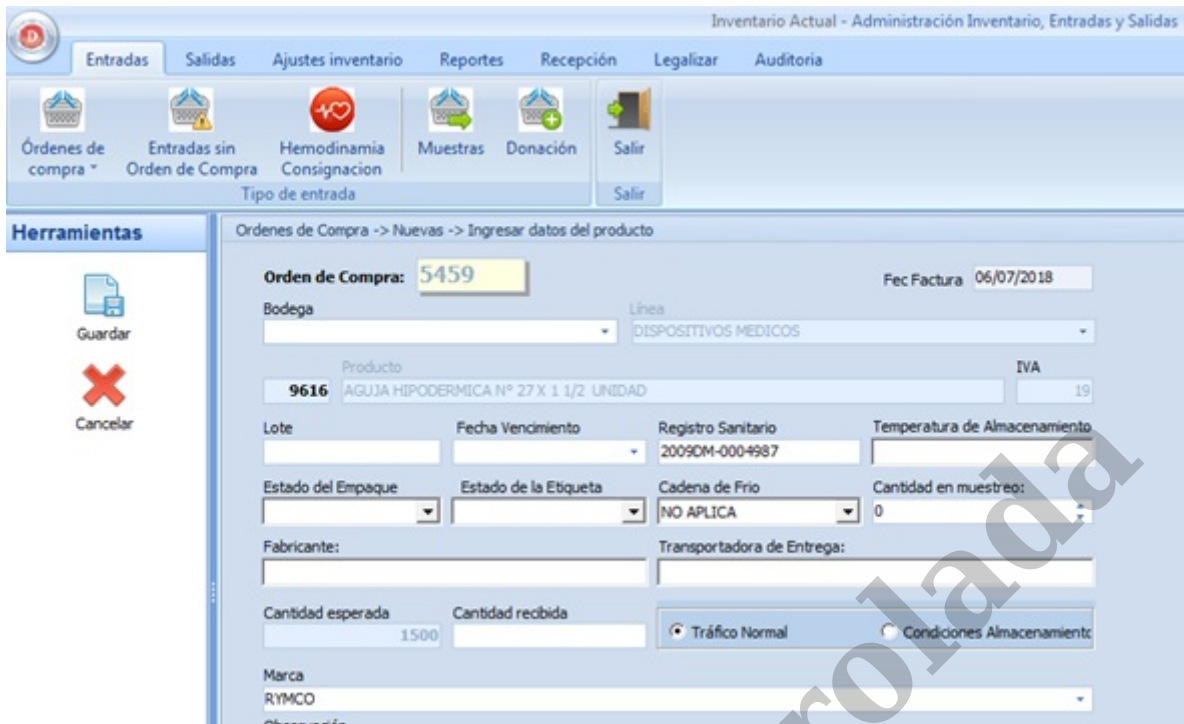 Inventario Actual - Administración Inventario, Entradas y Salidas
D
Entradas Salidas Ajustes inventario Reportes Recepción Legalizar Auditoria
Órdenes de compra
Entradas sin Orden de Compra
Hemodinamia Consignacion
Muestras
Donación
Salir
Tipo de entrada
Salir
Herramientas
Guardar
Cancelar
Ordenes de Compra -> Nuevas -> Ingresar datos del producto
Orden de Compra: 5459 Fec Factura 06/07/2018
Bodega Línea
DISPOSITIVOS MEDICOS
Producto IVA
9616 AGUJA HIPODERMICA N° 27 X 1 1/2 UNIDAD 19
Lote Fecha Vencimiento Registro Sanitario Temperatura de Almacenamiento
2009DM-0004987
Estado del Empaque Estado de la Etiqueta Cadena de Frio Cantidad en muestreo:
NO APLICA 0
Fabricante: Transportadora de Entrega:
Cantidad esperada Cantidad recibida
1500 Tráfico Normal Condiciones Almacenamiento
Marca
RYMCO
Observación
rolada